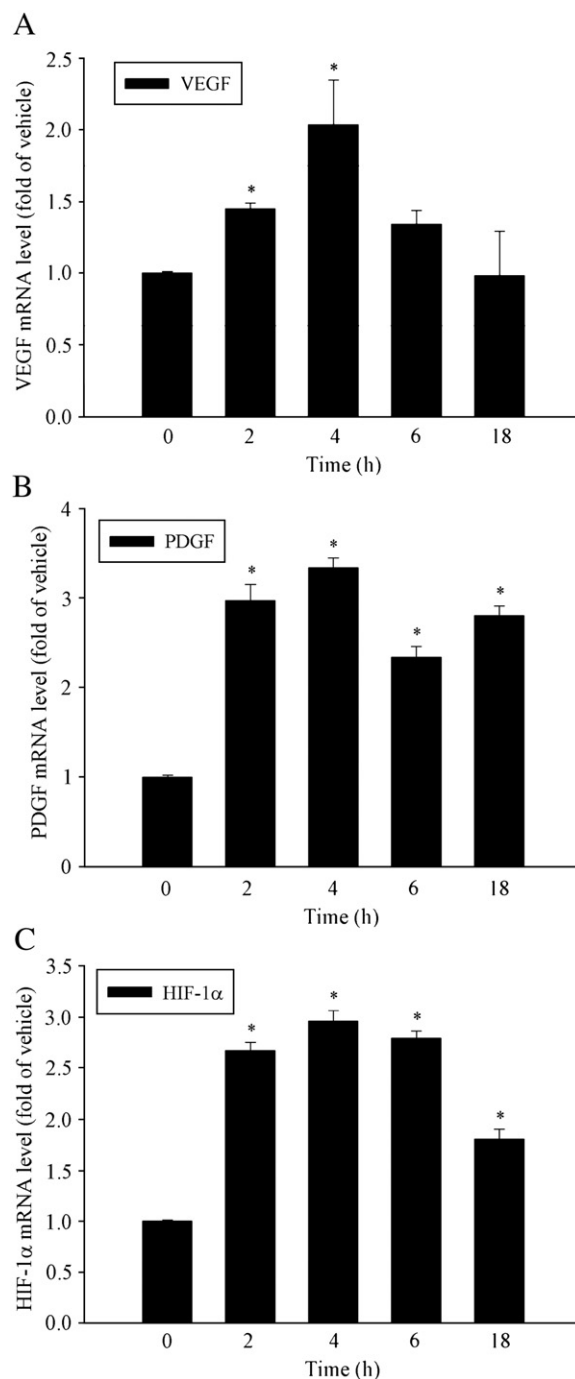 A
VEGF mRNA level (fold of vehicle)
2.5
2.0
1.5
1.0
0.5
0.0
VEGF
*
*
0 2 4 6 18
Time (h)
B
PDGF mRNA level (fold of vehicle)
4
3
2
1
0
PDGF
*
*
*
*
0 2 4 6 18
Time (h)
C
HIF-1α mRNA level (fold of vehicle)
3.5
3.0
2.5
2.0
1.5
1.0
0.5
0.0
HIF-1α
*
*
*
*
0 2 4 6 18
Time (h)